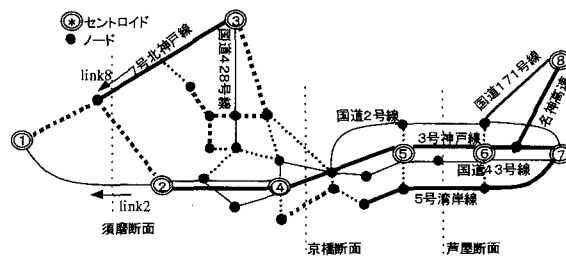 * セントロイド
ノード
7号北神戸線
link8
国道428号線
3
8
国道171号線
名神高速
国道2号線
3号神戸線
1
5
6
7
国道43号線
2
4
link2
5号湾岸線
須磨断面
京橋断面
芦屋断面